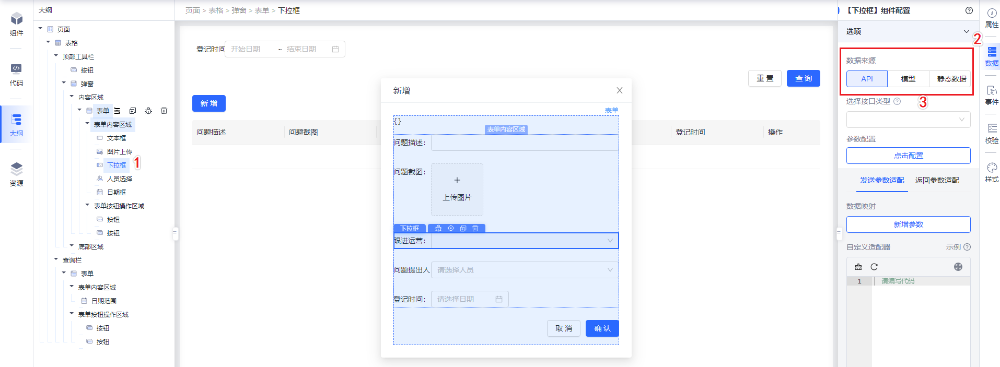 组件
代码
大纲
资源
大纲
页面
表格
顶部工具栏
按钮
弹窗
内容区域
表单
表单内容区域
文本框
图片上传
下拉框
1
人员选择
日期框
表单按钮操作区域
按钮
按钮
底部区域
查询栏
表单
表单内容区域
日期范围
表单按钮操作区域
按钮
按钮
页面 > 表格 > 弹窗 > 表单 > 下拉框
登记时间 开始日期 ~ 结束日期
重 置 查 询
新 增
问题描述 问题截图 登记时间 操作
新增
表单
{}
表单内容区域
问题描述：
问题截图：
+
上传图片
下拉框
跟进运营：
问题提出人 请选择人员
登记时间： 请选择日期
取 消 确 认
【下拉框】组件配置
选项
2
数据来源
API 模型 静态数据
选择接口类型
3
参数配置
点击配置
发送参数适配 返回参数适配
数据映射
新增参数
自定义适配器 示例
1 请编写代码
属性
数据
事件
校验
样式